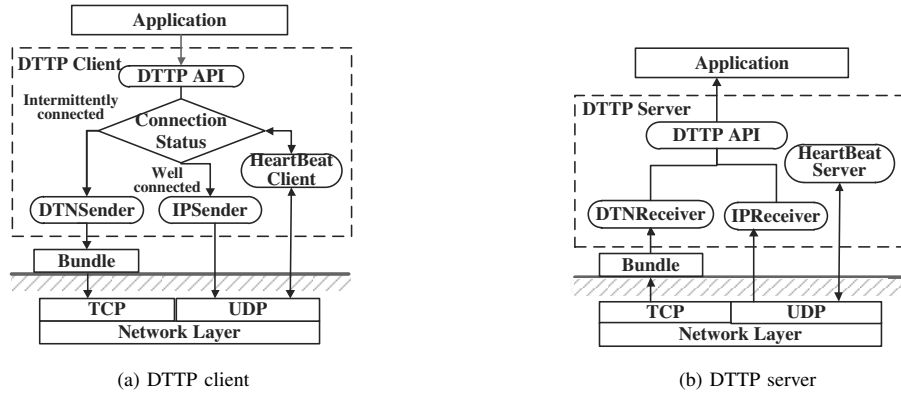 Application
DTTP Client
DTTP API
Intermittently
connected
Connection
Status
Well
connected
HeartBeat
Client
DTNSender
IPSender
Bundle
TCP
UDP
Network Layer
(a) DTTP client
Application
DTTP Server
DTTP API
HeartBeat
Server
DTNReceiver
IPReceiver
Bundle
TCP
UDP
Network Layer
(b) DTTP server